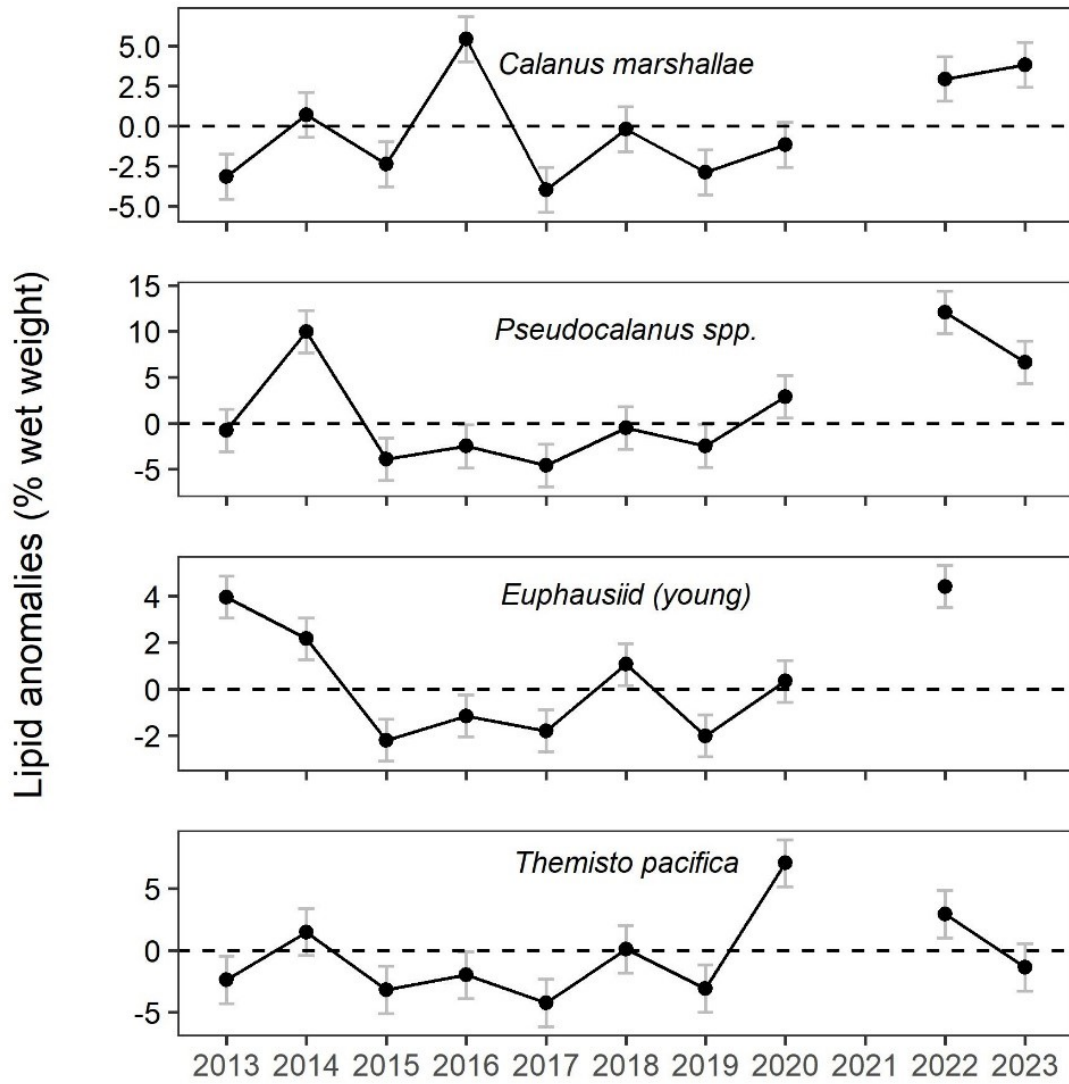 Lipid anomalies (% wet weight)
Calanus marshallae
5.0
2.5
0.0
-2.5
-5.0
Pseudocalanus spp.
15
10
5
0
-5
Euphausiid (young)
4
2
0
-2
Themisto pacifica
5
0
-5
2013 2014 2015 2016 2017 2018 2019 2020 2021 2022 2023